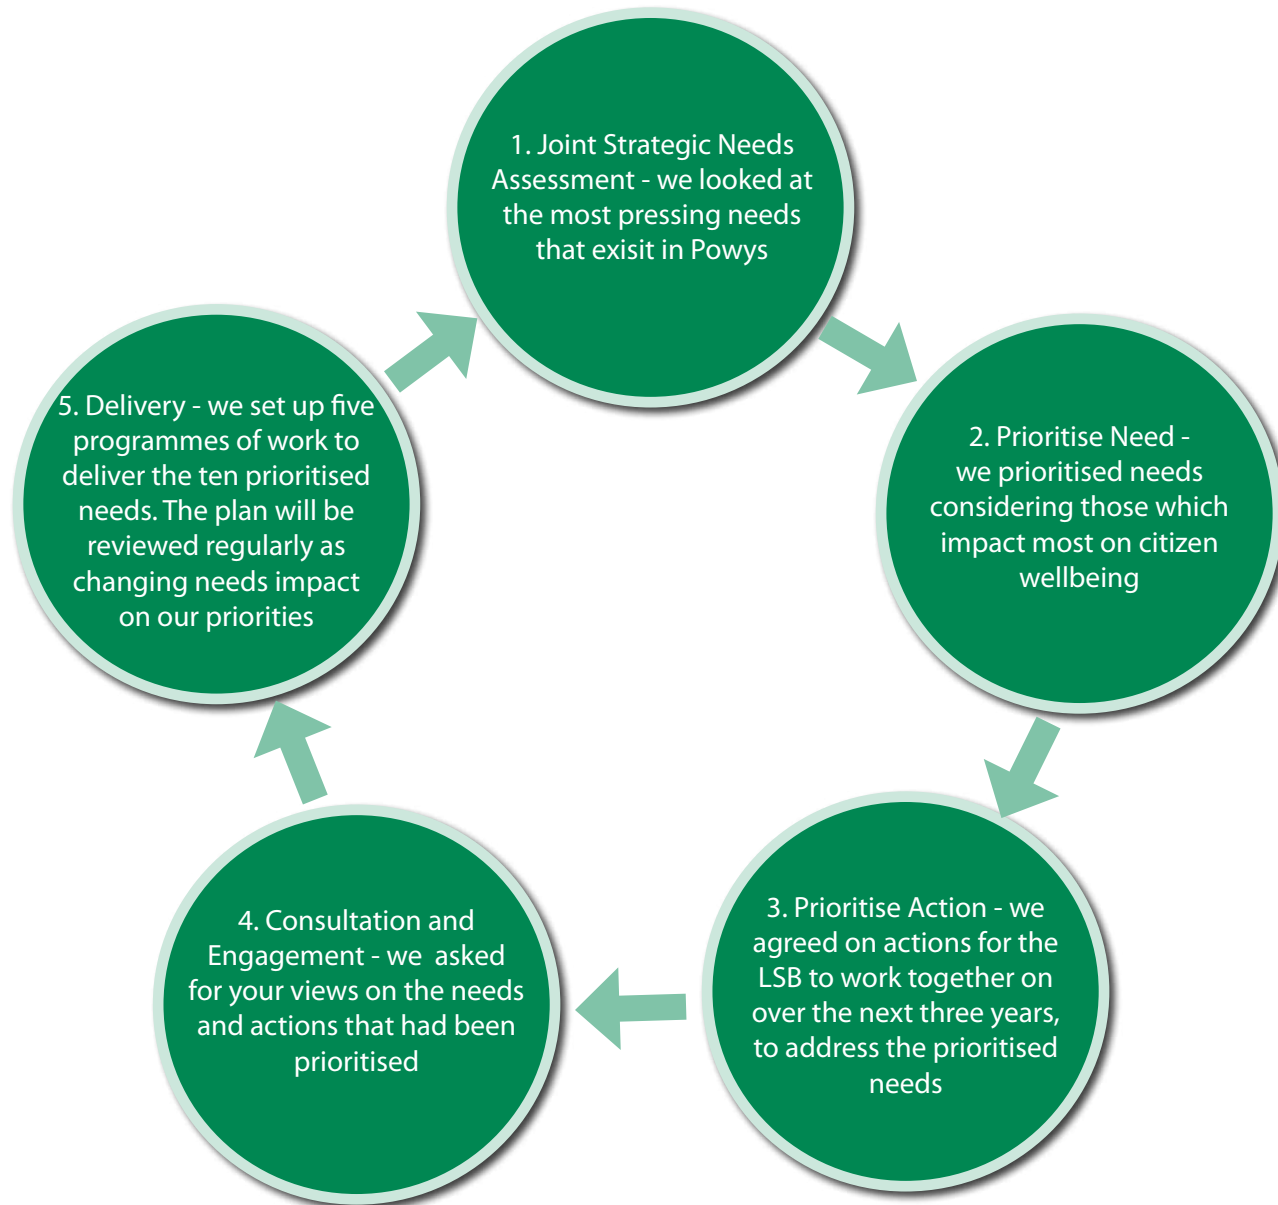 1. Joint Strategic Needs
Assessment - we looked at
the most pressing needs
that exisit in Powys
2. Prioritise Need -
we prioritised needs
considering those which
impact most on citizen
wellbeing
3. Prioritise Action - we
agreed on actions for the
LSB to work together on
over the next three years,
to address the prioritised
needs
4. Consultation and
Engagement - we  asked
for your views on the needs
and actions that had been
prioritised
5. Delivery - we set up five
programmes of work to
deliver the ten prioritised
needs. The plan will be
reviewed regularly as
changing needs impact
on our priorities